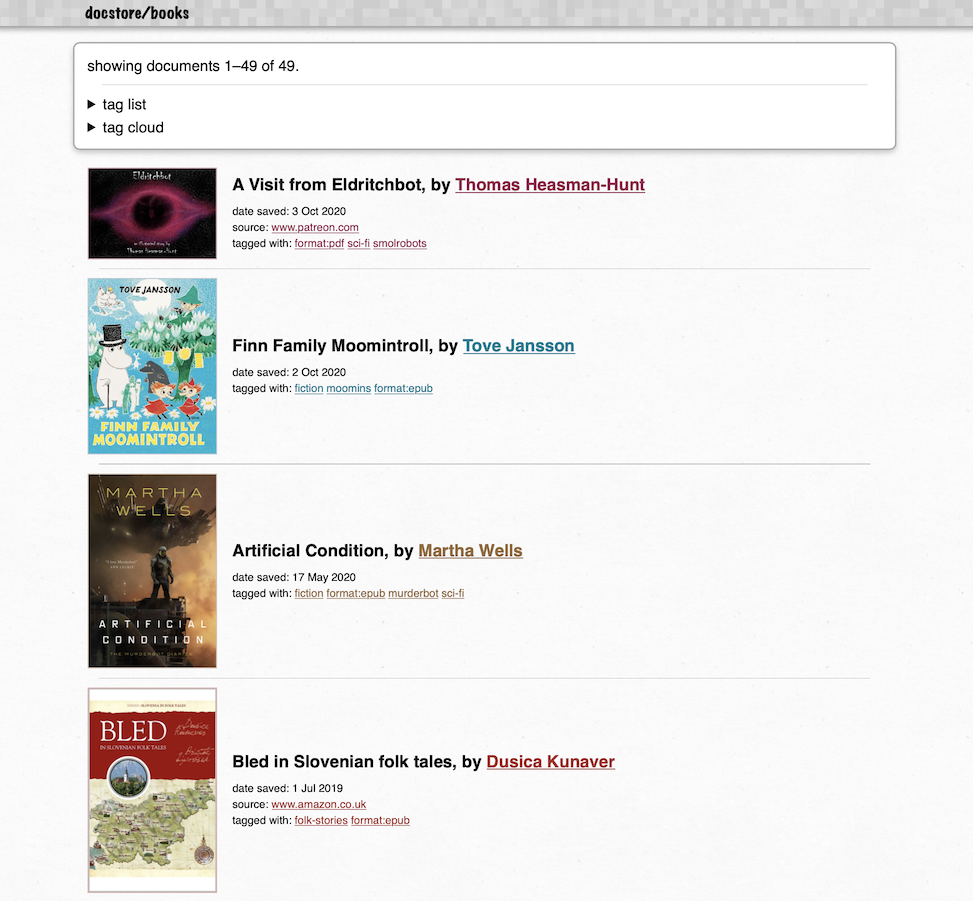 docstore/books
showing documents 1–49 of 49.
tag list
tag cloud
Eldritchbot
an illustrated story by
Thomas Heasman-Hunt
A Visit from Eldritchbot, by Thomas Heasman-Hunt
date saved: 3 Oct 2020
source: www.patreon.com
tagged with: format:pdf sci-fi smolrobots
TOVE JANSSON
FINN FAMILY
MOOMINTROLL
Finn Family Moomintroll, by Tove Jansson
date saved: 2 Oct 2020
tagged with: fiction moomins format:epub
MARTHA
WELLS
ARTIFICIAL
CONDITION
THE MURDERBOT DIARIES
Artificial Condition, by Martha Wells
date saved: 17 May 2020
tagged with: fiction format:epub murderbot sci-fi
BLED
IN SLOVENIAN FOLK TALES
Bled in Slovenian folk tales, by Dusica Kunaver
date saved: 1 Jul 2019
source: www.amazon.co.uk
tagged with: folk-stories format:epub